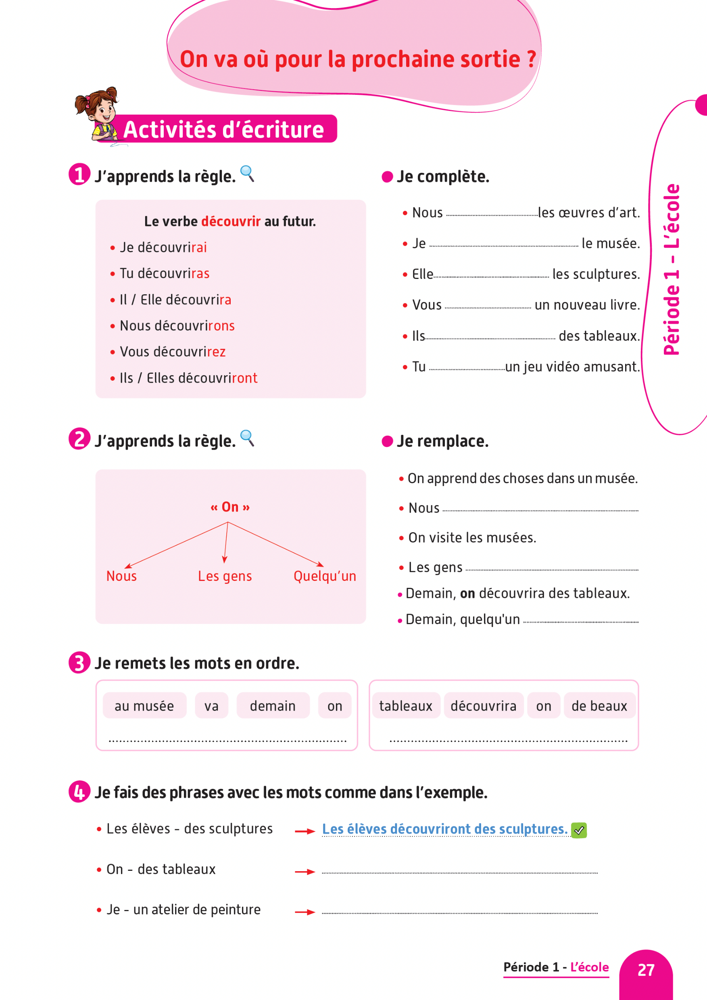 On va où pour la prochaine sortie ?
Activités d’écriture
1 J’apprends la règle.
Le verbe découvrir au futur.
• Je découvrirai
• Tu découvriras
• Il / Elle découvrira
• Nous découvrirons
• Vous découvrirez
• Ils / Elles découvriront
• Je complète.
• Nous ........................ les œuvres d’art.
• Je ........................ le musée.
• Elle ........................ les sculptures.
• Vous ........................ un nouveau livre.
• Ils ........................ des tableaux.
• Tu ........................ un jeu vidéo amusant.
2 J’apprends la règle.
« On »
Nous Les gens Quelqu’un
• Je remplace.
• On apprend des choses dans un musée.
• Nous ........................
• On visite les musées.
• Les gens ........................
• Demain, on découvrira des tableaux.
• Demain, quelqu'un ........................
3 Je remets les mots en ordre.
au musée va demain on
tableaux découvrira on de beaux
4 Je fais des phrases avec les mots comme dans l’exemple.
• Les élèves - des sculptures → Les élèves découvriront des sculptures.
• On - des tableaux → ........................
• Je - un atelier de peinture → ........................
Période 1 - L’école
Période 1 - L’école
27